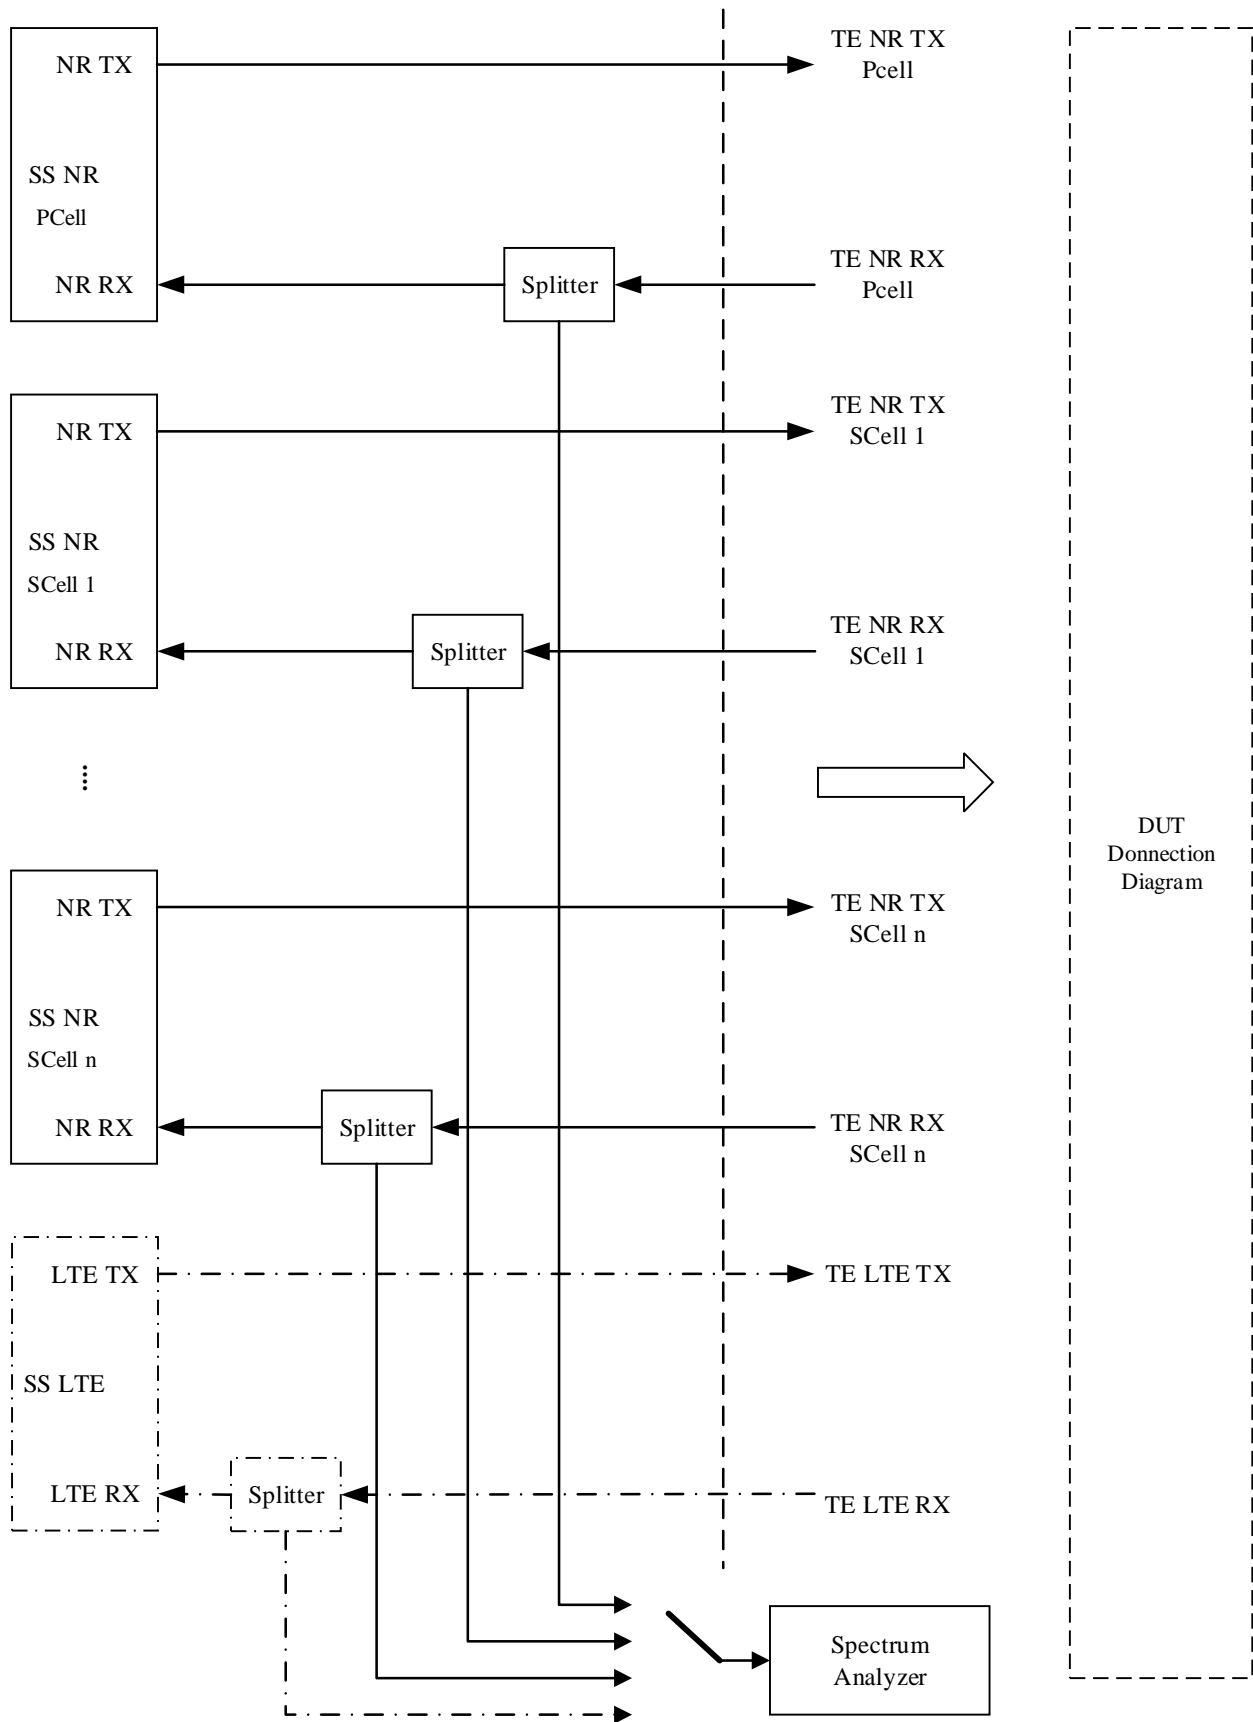 NR TX
SS NR
PCell
NR RX
Splitter
TE NR TX
Pcell
TE NR RX
Pcell
NR TX
SS NR
SCell 1
NR RX
Splitter
TE NR TX
SCell 1
TE NR RX
SCell 1
NR TX
SS NR
SCell n
NR RX
Splitter
TE NR TX
SCell n
TE NR RX
SCell n
LTE TX
SS LTE
LTE RX
Splitter
TE LTE TX
TE LTE RX
Spectrum
Analyzer
DUT
Donnection
Diagram